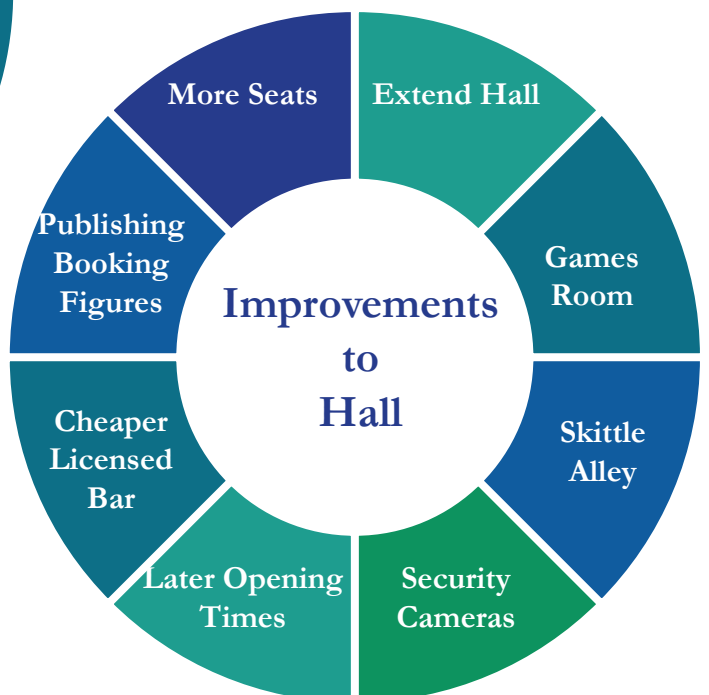 More Seats
Extend Hall
Publishing
Booking
Figures
Games
Room
Improvements
to
Hall
Cheaper
Licensed
Bar
Skittle
Alley
Later Opening
Times
Security
Cameras